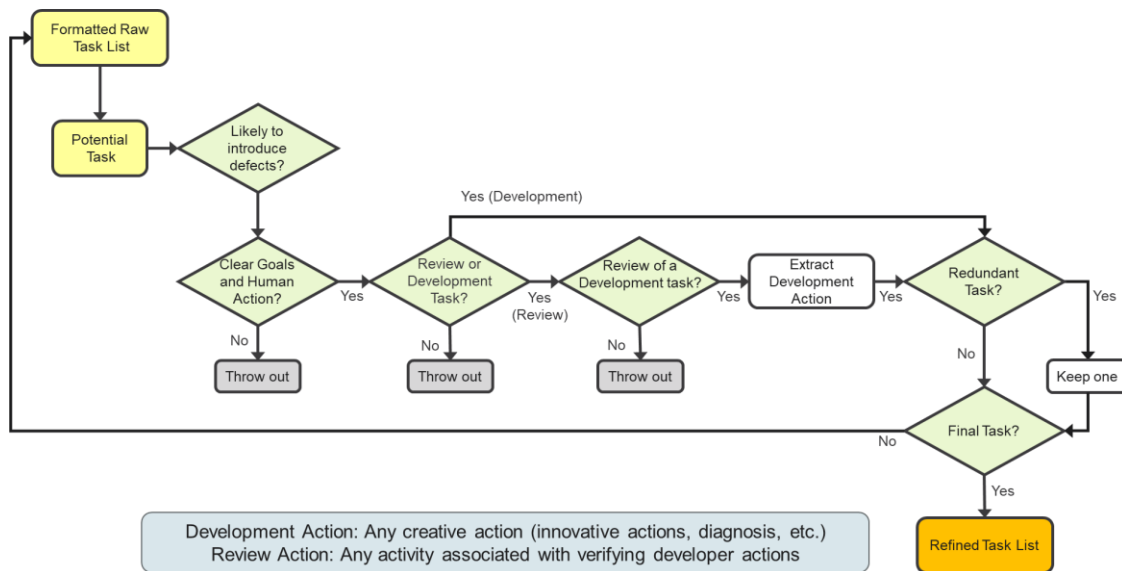 Formatted Raw
Task List
Potential
Task
Likely to
introduce
defects?
Yes (Development)
Clear Goals
and Human
Action?
Yes
No
Throw out
Review or
Development
Task?
Yes
(Review)
No
Throw out
Review of a
Development task?
Yes
No
Throw out
Extract
Development
Action
Yes
Redundant
Task?
Yes
No
Keep one
Final Task?
No
Yes
Refined Task List
Development Action: Any creative action (innovative actions, diagnosis, etc.)
Review Action: Any activity associated with verifying developer actions